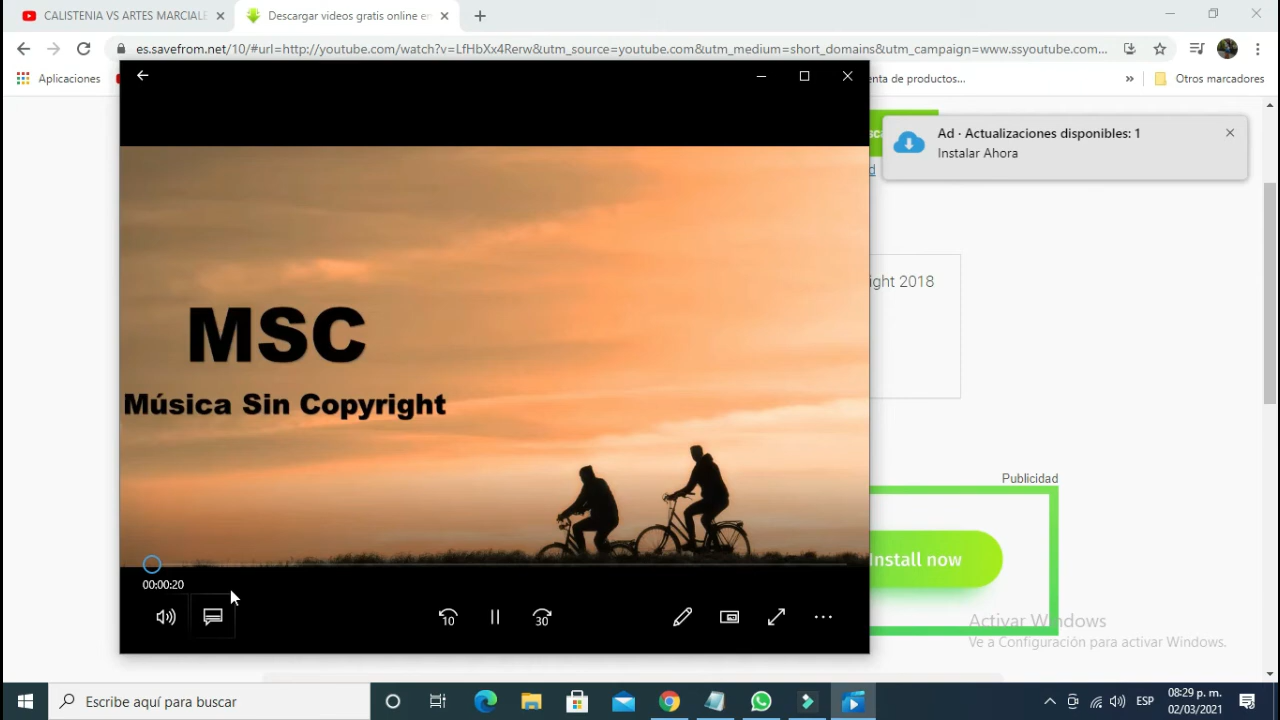 CALISTENIA VS ARTES MARCIALE
Descargar videos gratis online en
es.savefrom.net/10/#url=http://youtube.com/watch?v=LfHbXx4Rerw&utm_source=youtube.com&utm_medium=short_domains&utm_campaign=www.ssyoutube.com...
Aplicaciones
enta de productos...
»
Otros marcadores
Ad · Actualizaciones disponibles: 1
Instalar Ahora
ight 2018
MSC
Música Sin Copyright
Publicidad
Install now
00:00:20
10
30
Activar Windows
Ve a Configuración para activar Windows.
Escribe aquí para buscar
ESP
08:29 p. m.
02/03/2021